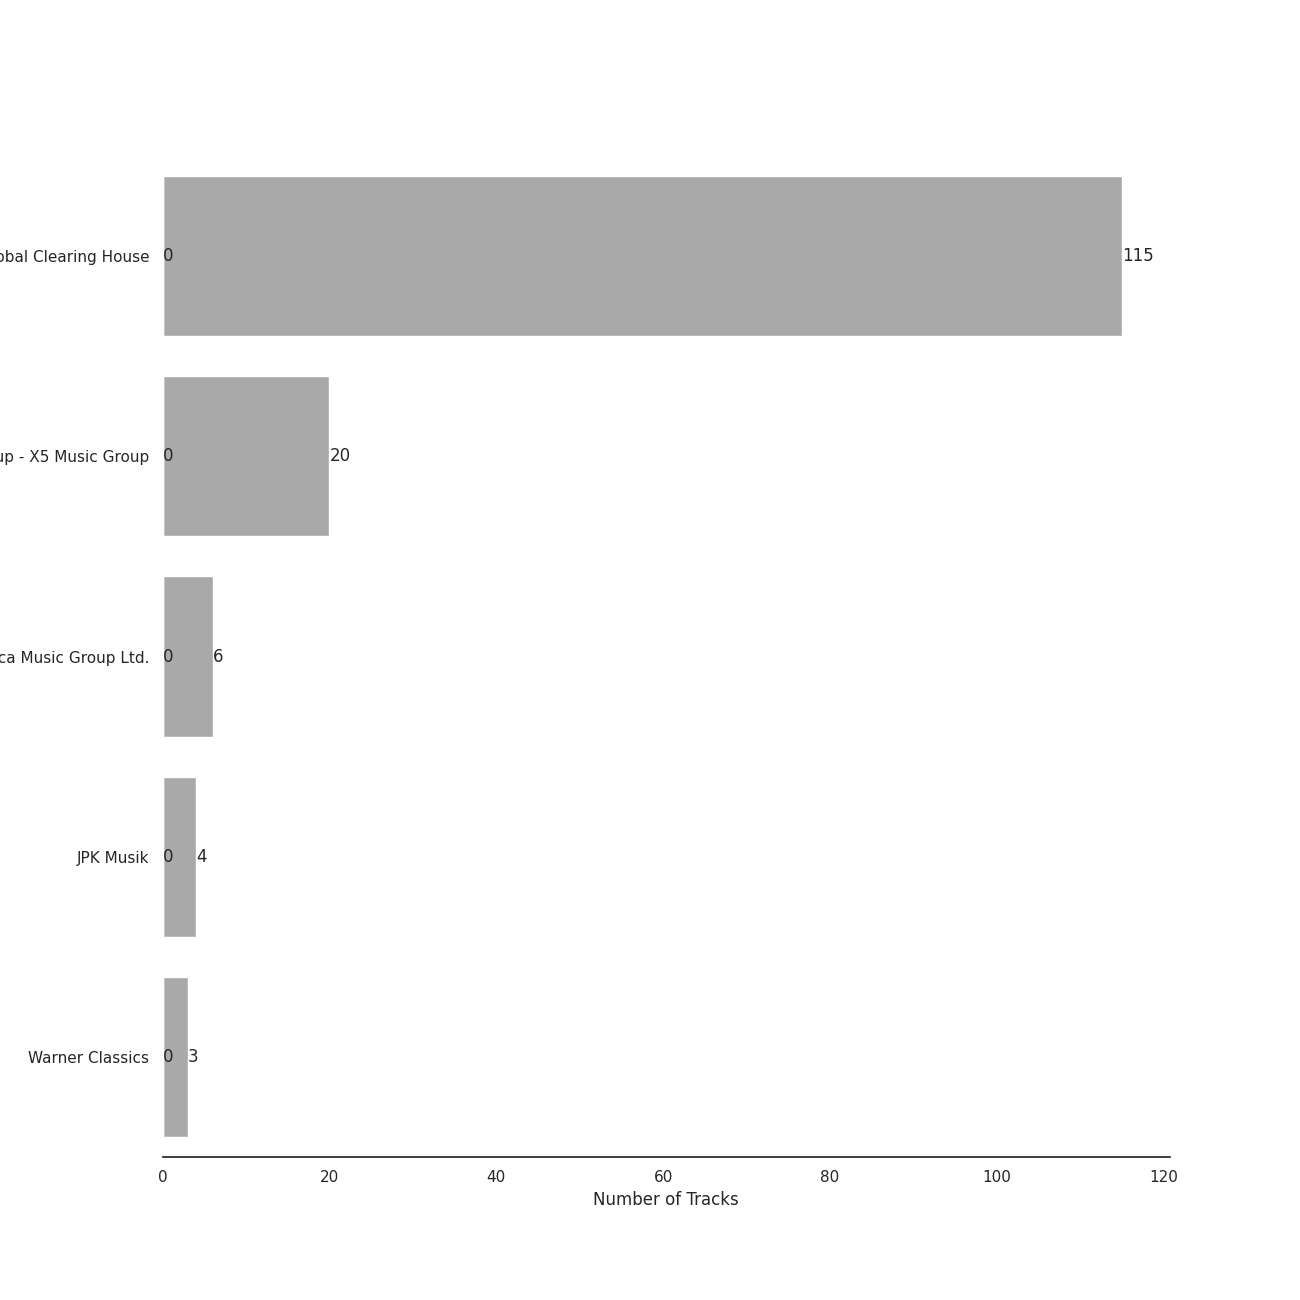 obal Clearing House 0 115
up - X5 Music Group 0 20
ca Music Group Ltd. 0 6
JPK Musik 0 4
Warner Classics 0 3
0 20 40 60 80 100 120
Number of Tracks